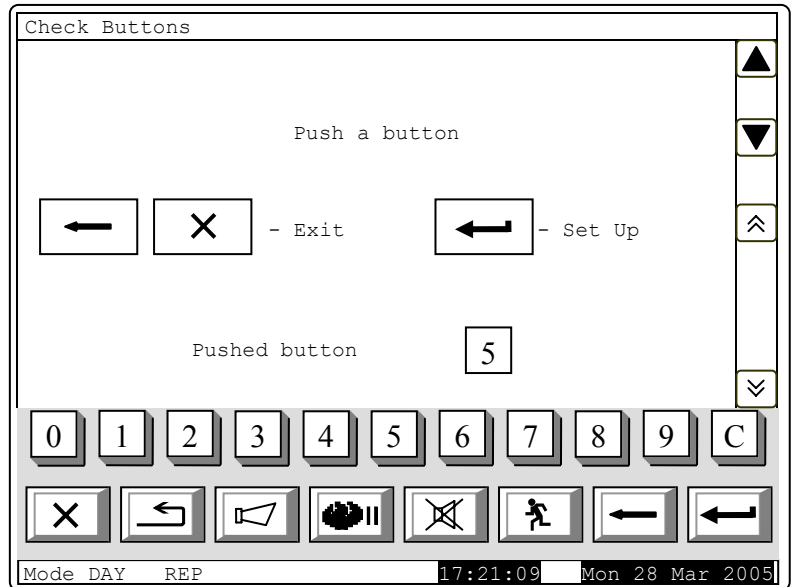 Check Buttons
Push a button
- Exit
- Set Up
Pushed button 5
0 1 2 3 4 5 6 7 8 9 C
Mode DAY REP 17:21:09 Mon 28 Mar 2005